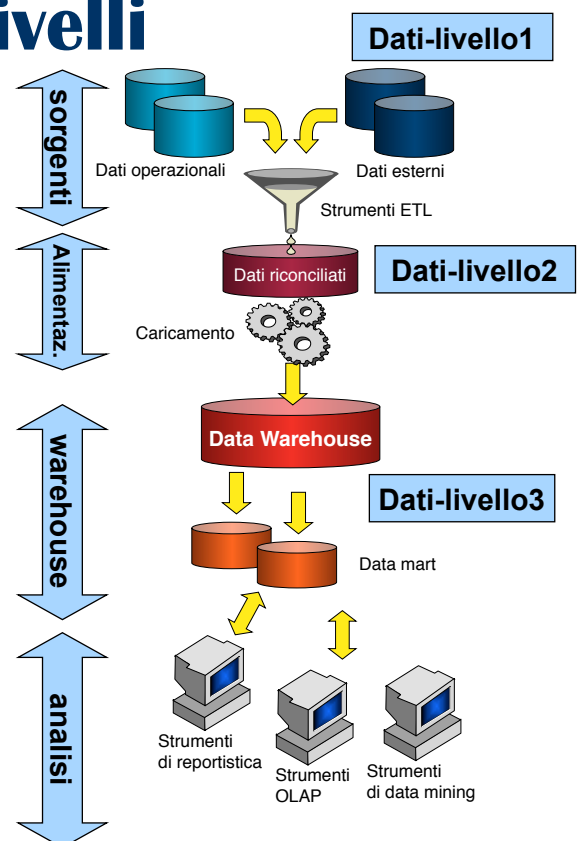 ivelli
Dati-livello1
sorgenti
Dati operazionali
Dati esterni
Strumenti ETL
Alimentaz.
Dati riconciliati
Dati-livello2
Caricamento
warehouse
Data Warehouse
Dati-livello3
Data mart
analisi
Strumenti
di reportistica
Strumenti
OLAP
Strumenti
di data mining